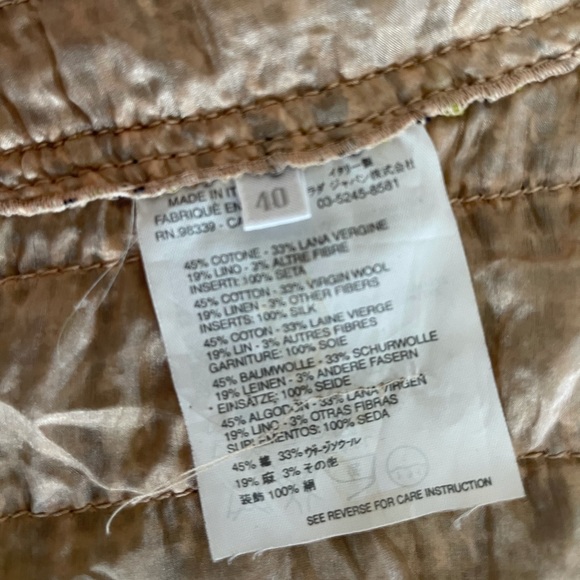 40
MADE IN IT
FABRIQUÉ EN
RN.98339 - CA
イタリー製
ラダ ジャパン株式会社
03-5245-8581
45% COTONE - 33% LANA VERGINE
19% LINO - 3% ALTRE FIBRE
INSERTI: 100% SETA
45% COTTON - 33% VIRGIN WOOL
19% LINEN - 3% OTHER FIBERS
INSERTS: 100% SILK
45% COTON - 33% LAINE VIERGE
19% LIN - 3% AUTRES FIBRES
GARNITURE: 100% SOIE
45% BAUMWOLLE - 33% SCHURWOLLE
19% LEINEN - 3% ANDERE FASERN
EINSÄTZE: 100% SEIDE
45% ALGODON - 33% LANA VIRGEN
19% LINO - 3% OTRAS FIBRAS
SUPLEMENTOS: 100% SEDA
45% 綿 33% ヴァージンウール
19% 麻 3% その他
装飾 100% 絹
SEE REVERSE FOR CARE INSTRUCTION